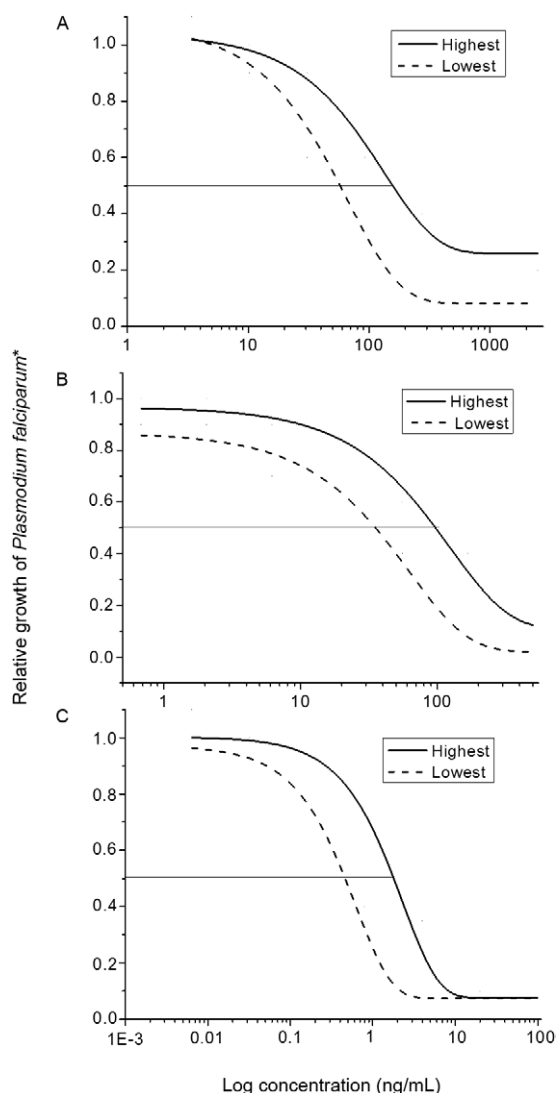 A
1.0
0.8
0.6
0.4
0.2
0.0
Highest
Lowest
1 10 100 1000
B
1.0
0.8
0.6
0.4
0.2
0.0
Highest
Lowest
1 10 100
C
1.0
0.8
0.6
0.4
0.2
0.0
Highest
Lowest
1E-3 0.01 0.1 1 10 100
Relative growth of Plasmodium falciparum*
Log concentration (ng/mL)